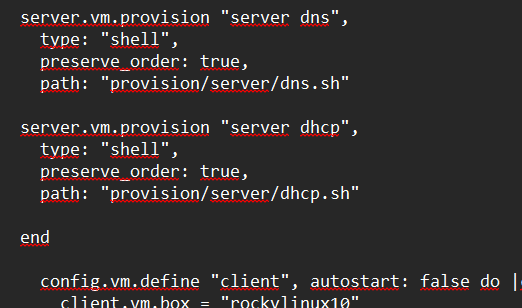 server.vm.provision "server dns",
type: "shell",
preserve_order: true,
path: "provision/server/dns.sh"
server.vm.provision "server dhcp",
type: "shell",
preserve_order: true,
path: "provision/server/dhcp.sh"
end
config.vm.define "client", autostart: false do |
client.vm.box = "rockylinux10"